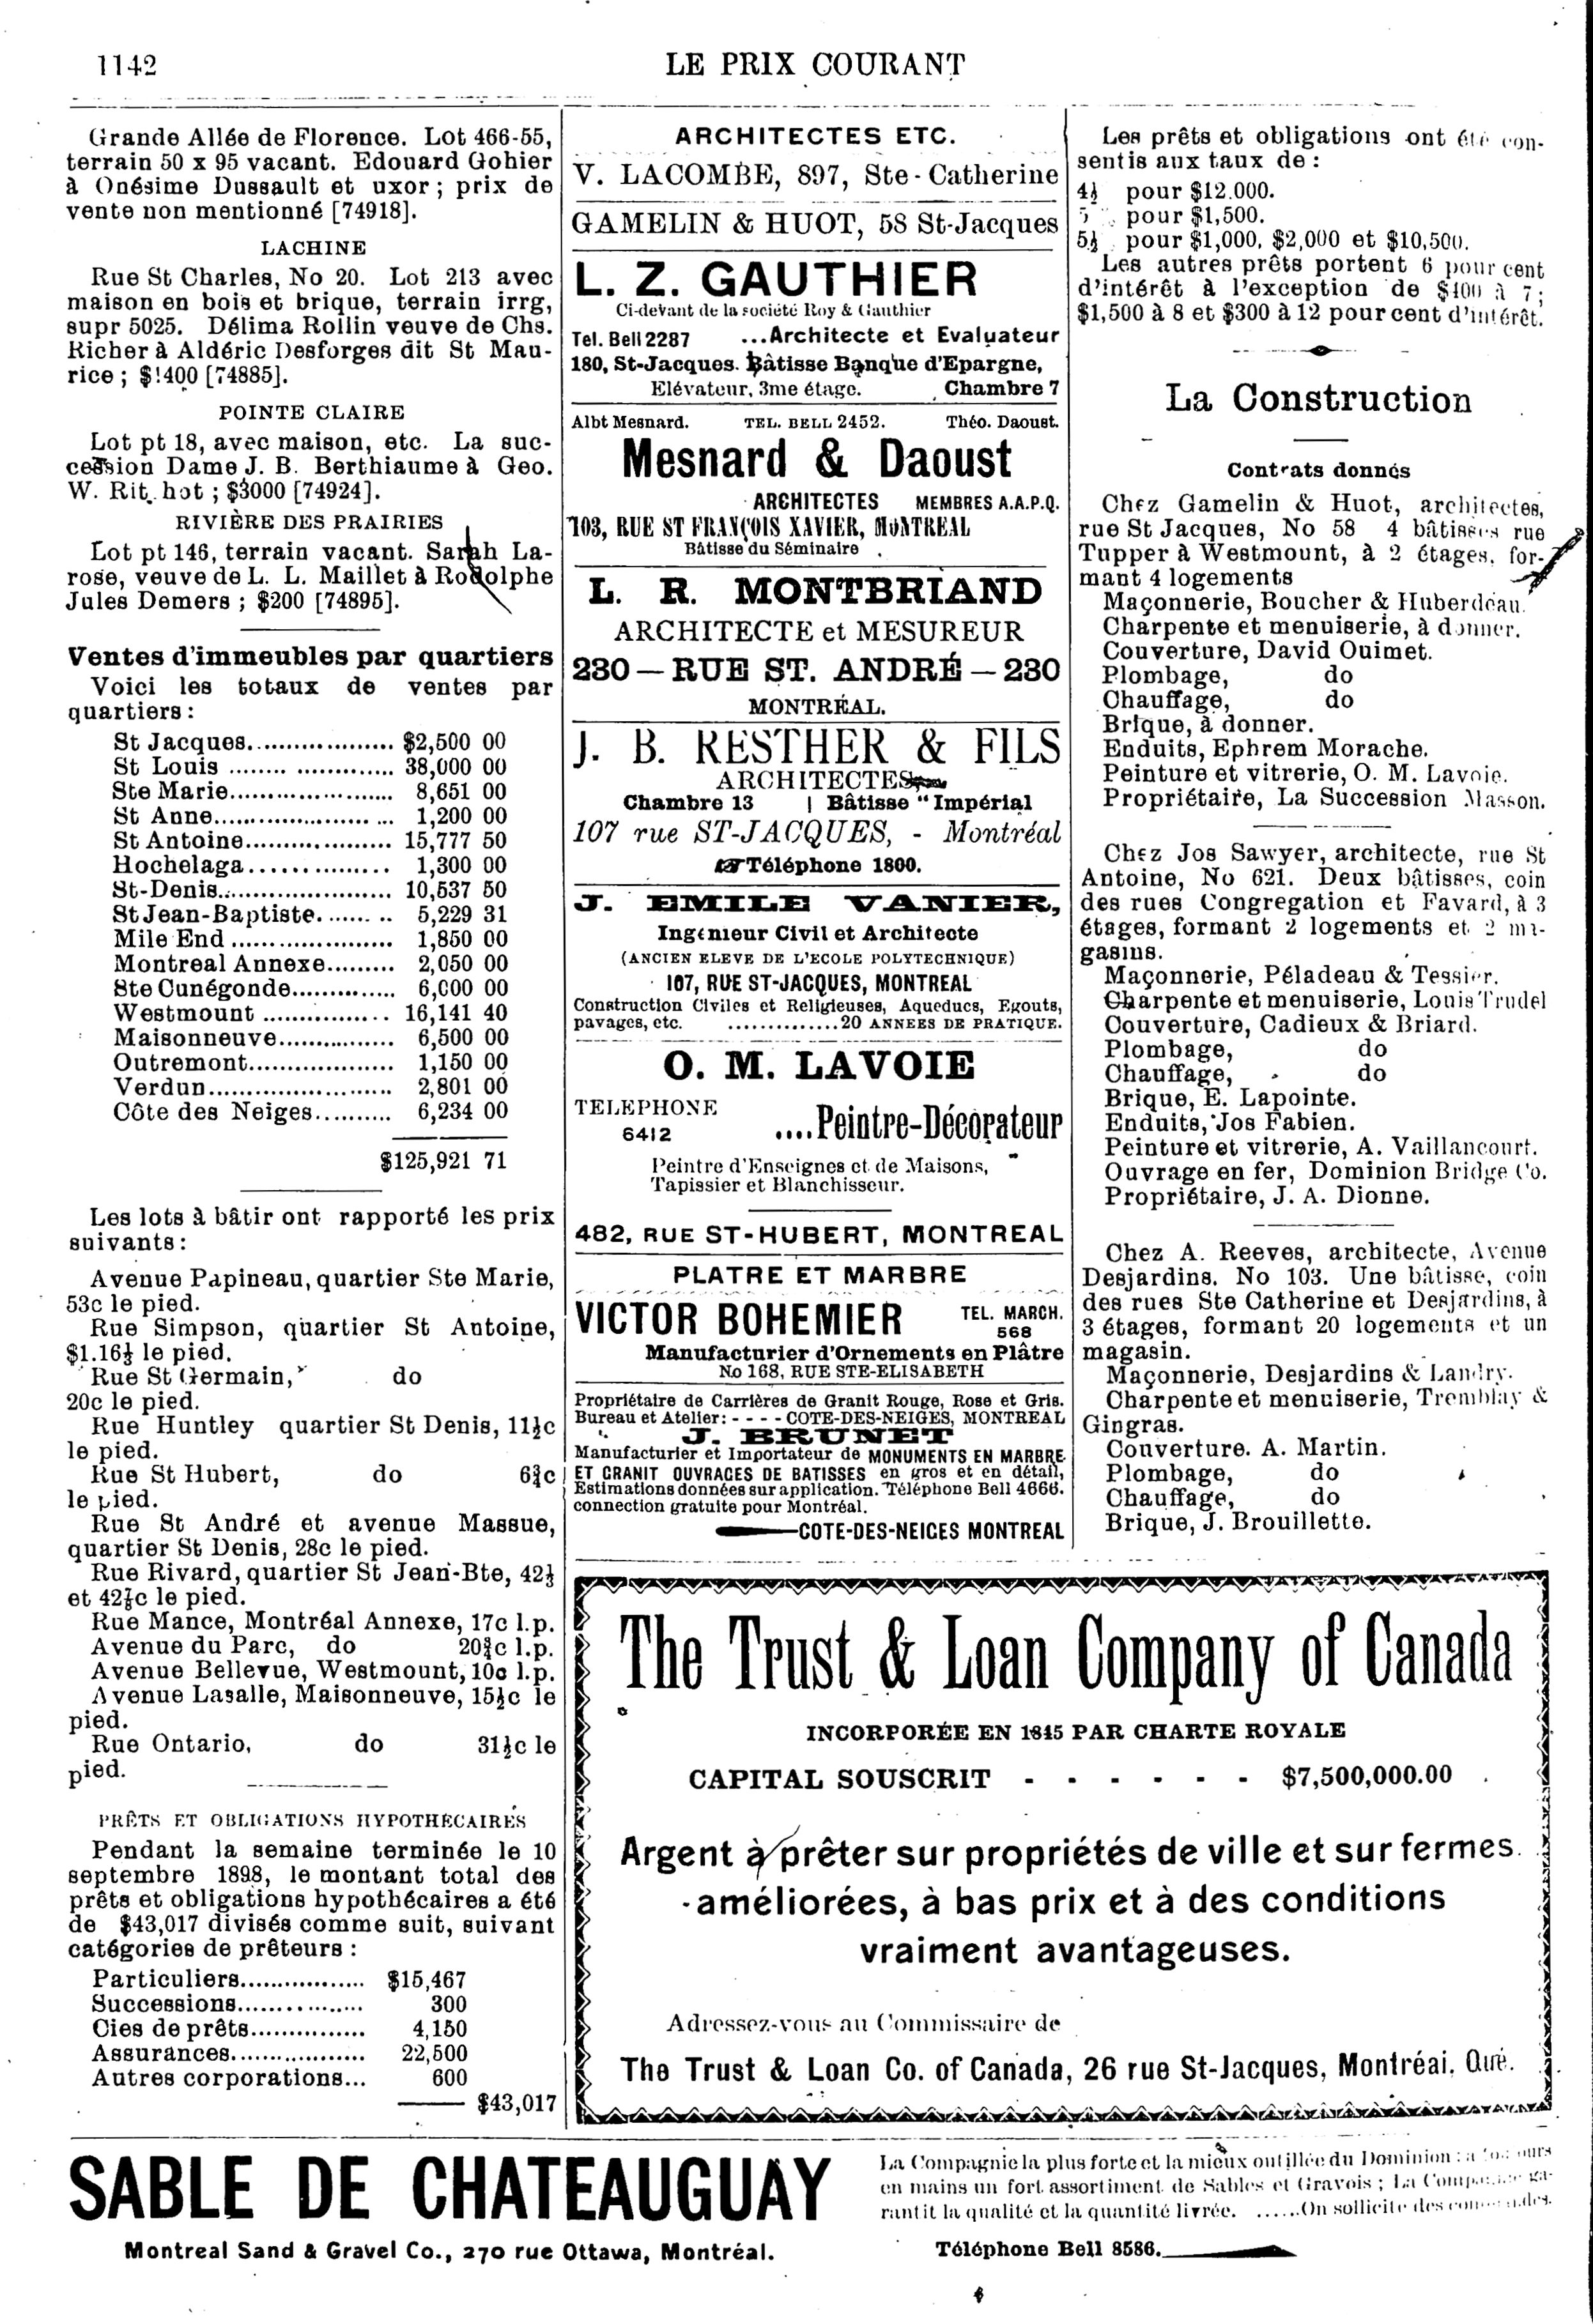 1142
LE PRIX COURANT
Grande Allée de Florence. Lot 466-55,
terrain 50 x 95 vacant. Edouard Gohier
à Onésime Dussault et uxor ; prix de
vente non mentionné [74918].
LACHINE
Rue St Charles, No 20. Lot 213 avec
maison en bois et brique, terrain irrg,
supr 5025. Délima Rollin veuve de Chs.
Richer à Aldéric Desforges dit St Mau-
rice ; $!400 [74885].
POINTE CLAIRE
Lot pt 18, avec maison, etc. La suc-
cession Dame J. B. Berthiaume à Geo.
W. Rit hot ; $3000 [74924].
RIVIÈRE DES PRAIRIES
Lot pt 146, terrain vacant. Sarah La-
rose, veuve de L. L. Maillet à Rodolphe
Jules Demers ; $200 [74895].
Ventes d'immeubles par quartiers
Voici les totaux de ventes par
quartiers :
St Jacques.................... $2,500 00
St Louis ........ ............. 38,000 00
Ste Marie...................... 8,651 00
St Anne...................... ... 1,200 00
St Antoine.................... 15,777 50
Hochelaga............... 1,300 00
St-Denis...................... 10,537 50
St Jean-Baptiste. ...... .. 5,229 31
Mile End ...................... 1,850 00
Montreal Annexe......... 2,050 00
Ste Cunégonde.............. 6,000 00
Westmount ................. 16,141 40
Maisonneuve................ 6,500 00
Outremont.................... 1,150 00
Verdun......................... 2,801 00
Côte des Neiges.......... 6,234 00
$125,921 71
Les lots à bâtir ont rapporté les prix
suivants :
Avenue Papineau, quartier Ste Marie,
53c le pied.
Rue Simpson, quartier St Antoine,
$1.16½ le pied.
Rue St Germain, do
20c le pied.
Rue Huntley quartier St Denis, 11½c
le pied.
Rue St Hubert, do 6¾c
le pied.
Rue St André et avenue Massue,
quartier St Denis, 28c le pied.
Rue Rivard, quartier St Jean-Bte, 42½
et 42⅞c le pied.
Rue Mance, Montréal Annexe, 17c l.p.
Avenue du Parc, do 20¾c l.p.
Avenue Bellevue, Westmount, 10c l.p.
Avenue Lasalle, Maisonneuve, 15½c le
pied.
Rue Ontario, do 31½c le
pied.
PRÊTS ET OBLIGATIONS HYPOTHÉCAIRES
Pendant la semaine terminée le 10
septembre 1898, le montant total des
prêts et obligations hypothécaires a été
de $43,017 divisés comme suit, suivant
catégories de prêteurs :
Particuliers................. $15,467
Successions................ 300
Cies de prêts............... 4,150
Assurances.................. 22,500
Autres corporations... 600
$43,017
ARCHITECTES ETC.
V. LACOMBE, 897, Ste-Catherine
GAMELIN & HUOT, 58 St-Jacques
L. Z. GAUTHIER
Ci-devant de la société Roy & Gauthier
Tel. Bell 2287 ...Architecte et Evaluateur
180, St-Jacques. Bâtisse Banque d'Epargne,
Elévateur, 3me étage. Chambre 7
Albt Mesnard. TEL. BELL 2452. Théo. Daoust.
Mesnard & Daoust
ARCHITECTES MEMBRES A.A.P.Q.
103, RUE ST FRANÇOIS XAVIER, MONTREAL
Bâtisse du Séminaire
L. R. MONTBRIAND
ARCHITECTE et MESUREUR
230 — RUE ST. ANDRÉ — 230
MONTRÉAL.
J. B. RESTHER & FILS
ARCHITECTES
Chambre 13 | Bâtisse "Impérial
107 rue ST-JACQUES, - Montréal
☞Téléphone 1800.
J. EMILE VANIER,
Ingénieur Civil et Architecte
(ANCIEN ELEVE DE L'ECOLE POLYTECHNIQUE)
107, RUE ST-JACQUES, MONTREAL
Construction Civiles et Religieuses, Aqueducs, Egouts,
pavages, etc. ..............20 ANNEES DE PRATIQUE.
O. M. LAVOIE
TELEPHONE
6412
....Peintre-Décorateur
Peintre d'Enseignes et de Maisons,
Tapissier et Blanchisseur.
482, RUE ST-HUBERT, MONTREAL
PLATRE ET MARBRE
VICTOR BOHEMIER TEL. MARCH.
568
Manufacturier d'Ornements en Plâtre
No 168, RUE STE-ELISABETH
Propriétaire de Carrières de Granit Rouge, Rose et Gris.
Bureau et Atelier: - - - - COTE-DES-NEIGES, MONTREAL
J. BRUNET
Manufacturier et Importateur de MONUMENTS EN MARBRE
ET GRANIT OUVRAGES DE BATISSES en gros et en détail,
Estimations données sur application. Téléphone Bell 4666.
connection gratuite pour Montréal.
COTE-DES-NEIGES MONTREAL
Les prêts et obligations ont été con-
sentis aux taux de :
4½ pour $12.000.
5 pour $1,500.
5½ pour $1,000, $2,000 et $10,500.
Les autres prêts portent 6 pour cent
d'intérêt à l'exception de $400 à 7 ;
$1,500 à 8 et $300 à 12 pour cent d'intérêt.
La Construction
Contrats donnés
Chez Gamelin & Huot, architectes,
rue St Jacques, No 58 4 bâtisses rue
Tupper à Westmount, à 2 étages, for-
mant 4 logements
Maçonnerie, Boucher & Huberdeau.
Charpente et menuiserie, à donner.
Couverture, David Ouimet.
Plombage, do
Chauffage, do
Brique, à donner.
Enduits, Ephrem Morache.
Peinture et vitrerie, O. M. Lavoie.
Propriétaire, La Succession Masson.
Chez Jos Sawyer, architecte, rue St
Antoine, No 621. Deux bâtisses, coin
des rues Congregation et Favard, à 3
étages, formant 2 logements et 2 ma-
gasins.
Maçonnerie, Péladeau & Tessier.
Charpente et menuiserie, Louis Trudel
Couverture, Cadieux & Briard.
Plombage, do
Chauffage, do
Brique, E. Lapointe.
Enduits, Jos Fabien.
Peinture et vitrerie, A. Vaillancourt.
Ouvrage en fer, Dominion Bridge Co.
Propriétaire, J. A. Dionne.
Chez A. Reeves, architecte, Avenue
Desjardins. No 103. Une bâtisse, coin
des rues Ste Catherine et Desjardins, à
3 étages, formant 20 logements et un
magasin.
Maçonnerie, Desjardins & Landry.
Charpente et menuiserie, Tremblay &
Gingras.
Couverture. A. Martin.
Plombage, do
Chauffage, do
Brique, J. Brouillette.
The Trust & Loan Company of Canada
INCORPORÉE EN 1845 PAR CHARTE ROYALE
CAPITAL SOUSCRIT - - - - - - $7,500,000.00
Argent à prêter sur propriétés de ville et sur fermes
améliorées, à bas prix et à des conditions
vraiment avantageuses.
Adressez-vous au Commissaire de
The Trust & Loan Co. of Canada, 26 rue St-Jacques, Montréal, Qué.
SABLE DE CHATEAUGUAY
Montreal Sand & Gravel Co., 270 rue Ottawa, Montréal.
La Compagnie la plus forte et la mieux outillée du Dominion : a toujours
en mains un fort assortiment de Sables et Gravois ; La Compagnie ga-
rantit la qualité et la quantité livrée. ......On sollicite des commandes.
Téléphone Bell 8586.